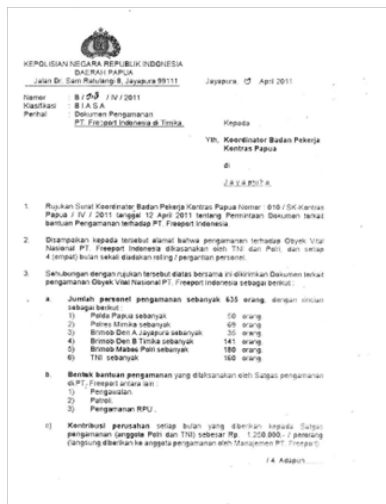 KEPOLISIAN NEGARA REPUBLIK INDONESIA
DAERAH PAPUA
Jalan Dr. Sam Ratulangi 8, Jayapura 99111
Jayapura, April 2011
Nomor : B / / IV / 2011
Klasifikasi : B I A S A
Perihal : Dokumen Pengamanan
PT. Freeport Indonesia di Timika.
Kepada
Yth, Koordinator Badan Pekerja
Kontras Papua
di
J A Y A P U R A
1. Rujukan Surat Koordinator Badan Pekerja Kontras Papua Nomor : 010 / SK-Kontras
Papua / IV / 2011 tanggal 12 April 2011 tentang Permintaan Dokumen terkait
bantuan Pengamanan terhadap PT. Freeport Indonesia
2. Disampaikan kepada tersebut alamat bahwa pengamanan terhadap Obyek Vital
Nasional PT. Freeport Indonesia dilaksanakan oleh TNI dan Polri, dan setiap
4 (empat) bulan sekali diadakan rolling / pergantian personel.
3. Sehubungan dengan rujukan tersebut diatas bersama ini dikirimkan Dokumen terkait
pengamanan Obyek Vital Nasional PT. Freeport Indonesia sebagai berikut :
a. Jumlah personel pengamanan sebanyak 635 orang, dengan rincian
sebagai berikut :
1) Polda Papua sebanyak 50 orang
2) Polres Mimika sebanyak 69 orang
3) Brimob Den A Jayapura sebanyak 35 orang
4) Brimob Den B Timika sebanyak 141 orang
5) Brimob Mabes Polri sebanyak 180 orang
6) TNI sebanyak 160 orang
b. Bentuk bantuan pengamanan yang dilaksanakan oleh Satgas pengamanan
di PT. Freeport antara lain :
1) Pengawalan.
2) Patroli.
3) Pengamanan RPU .
c) Kontribusi perusahan setiap bulan yang diberikan kepada Satgas
pengamanan (anggota Polri dan TNI) sebesar Rp. 1.250.000,- / perorang
(langsung diberikan ke anggota pengamanan oleh Manajemen PT. Freeport)
/ 4. Adapun